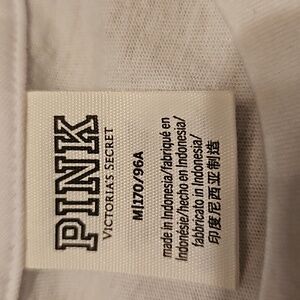 PINK
VICTORIA'S SECRET
M|170/96A
made in Indonesia/fabriqué en
Indonésie/hecho en Indonesia/
fabbricato in Indonesia/
印度尼西亚制造